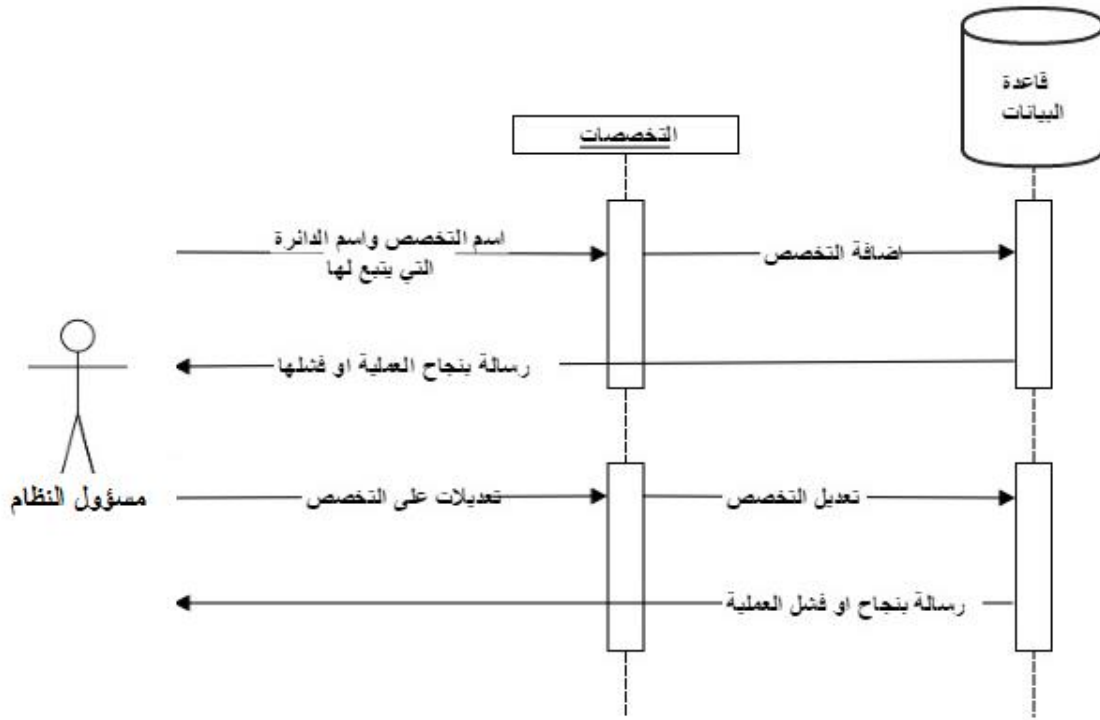 قاعدة
البيانات
التخصصات
اسم التخصص واسم الدائرة
التي يتبع لها
اضافة التخصص
رسالة بنجاح العملية او فشلها
مسؤول النظام
تعديلات على التخصص
تعديل التخصص
رسالة بنجاح او فشل العملية